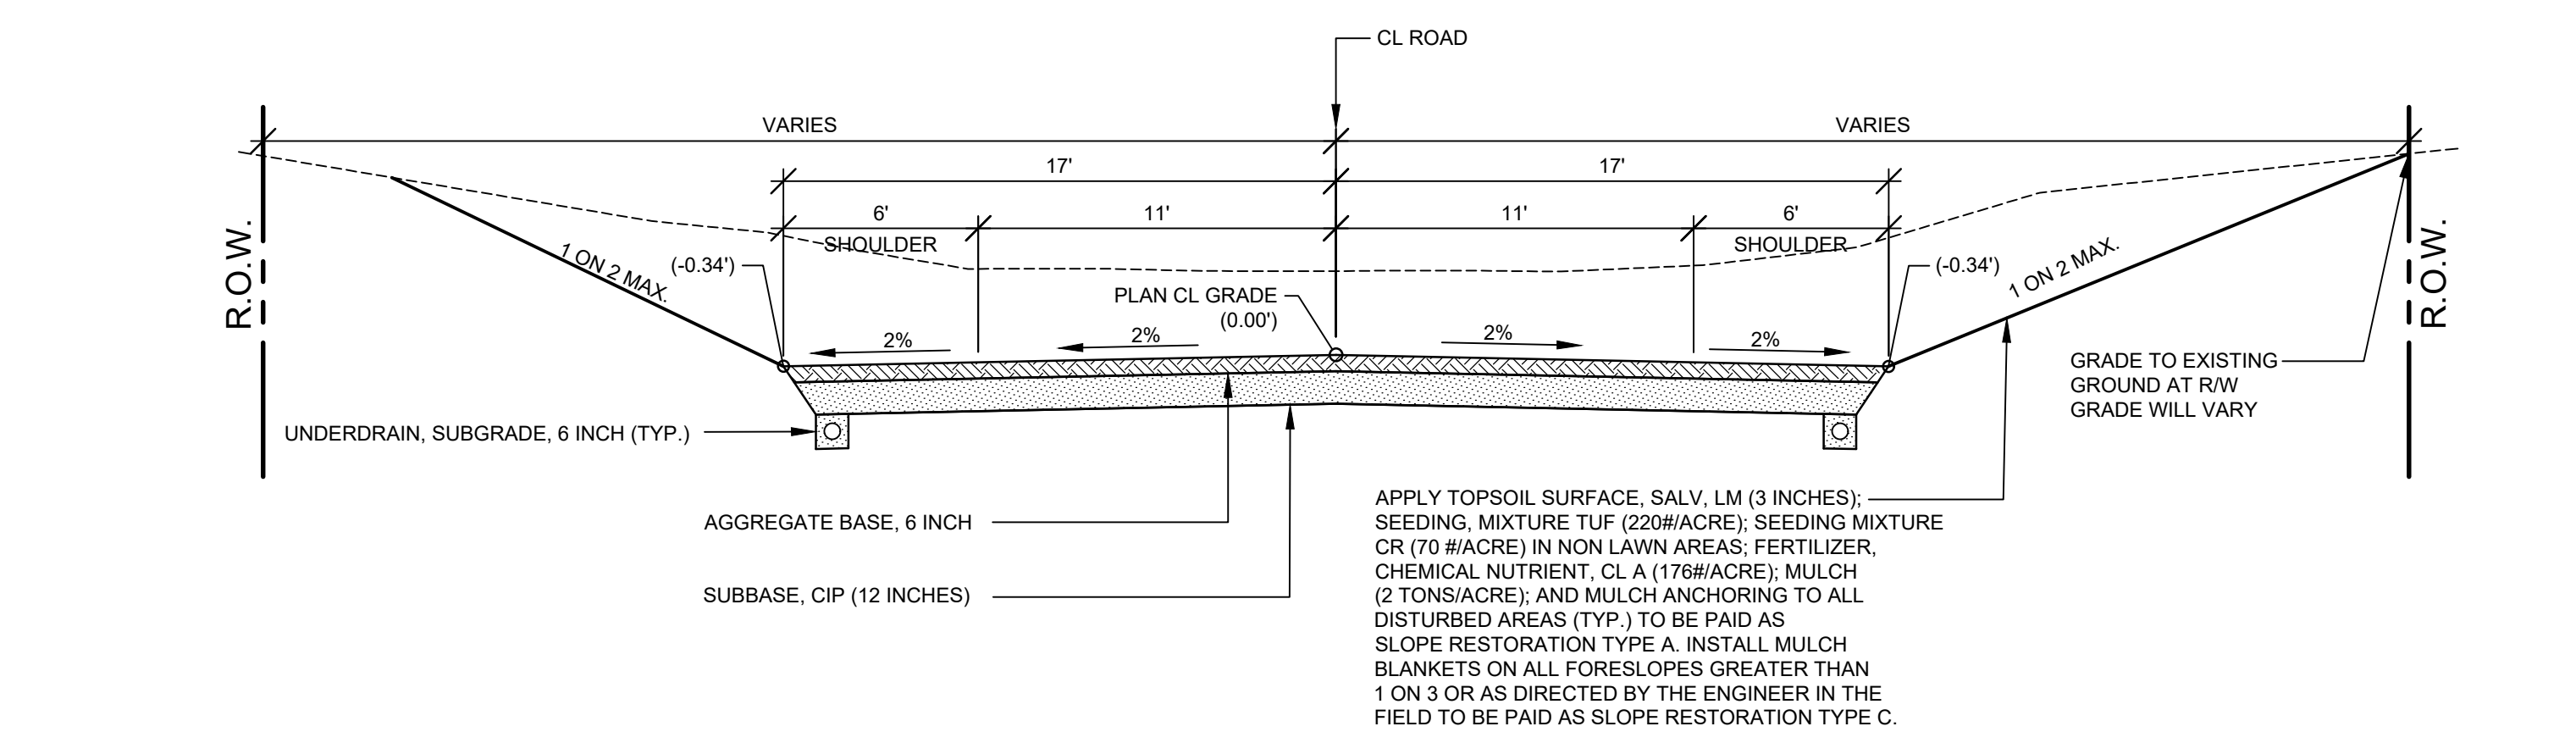 CL ROAD
VARIES
VARIES
17'
17'
6'
11'
11'
6'
SHOULDER
SHOULDER
R.O.W.
R.O.W.
1 ON 2 MAX.
(-0.34')
(-0.34')
1 ON 2 MAX.
PLAN CL GRADE
(0.00')
2%
2%
2%
2%
GRADE TO EXISTING
GROUND AT R/W
GRADE WILL VARY
UNDERDRAIN, SUBGRADE, 6 INCH (TYP.)
AGGREGATE BASE, 6 INCH
SUBBASE, CIP (12 INCHES)
APPLY TOPSOIL SURFACE, SALV, LM (3 INCHES);
SEEDING, MIXTURE TUF (220#/ACRE); SEEDING MIXTURE
CR (70 #/ACRE) IN NON LAWN AREAS; FERTILIZER,
CHEMICAL NUTRIENT, CL A (176#/ACRE); MULCH
(2 TONS/ACRE); AND MULCH ANCHORING TO ALL
DISTURBED AREAS (TYP.) TO BE PAID AS
SLOPE RESTORATION TYPE A. INSTALL MULCH
BLANKETS ON ALL FORESLOPES GREATER THAN
1 ON 3 OR AS DIRECTED BY THE ENGINEER IN THE
FIELD TO BE PAID AS SLOPE RESTORATION TYPE C.